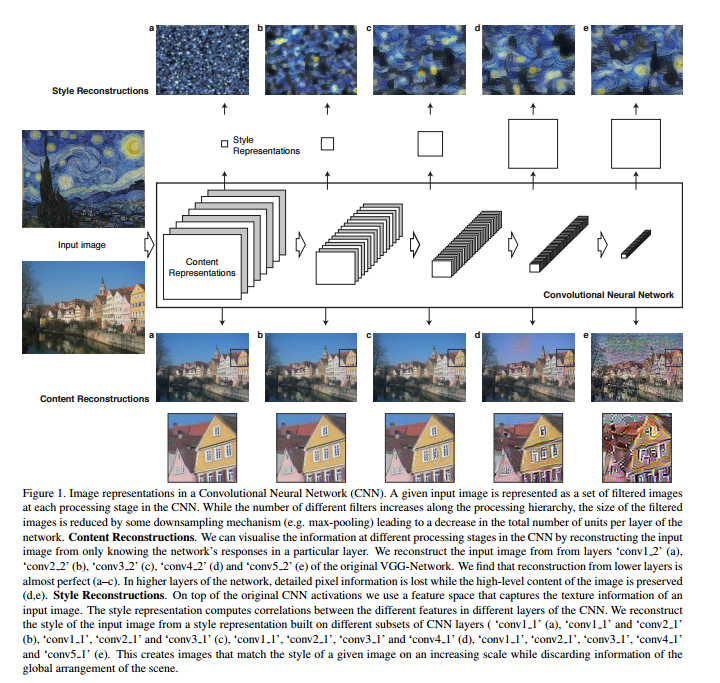 a b c d e
Style Reconstructions
Style
Representations
Input image
Content
Representations
Convolutional Neural Network
a b c d e
Content Reconstructions
Figure 1. Image representations in a Convolutional Neural Network (CNN). A given input image is represented as a set of filtered images
at each processing stage in the CNN. While the number of different filters increases along the processing hierarchy, the size of the filtered
images is reduced by some downsampling mechanism (e.g. max-pooling) leading to a decrease in the total number of units per layer of the
network. Content Reconstructions. We can visualise the information at different processing stages in the CNN by reconstructing the input
image from only knowing the network's responses in a particular layer. We reconstruct the input image from from layers 'conv1_2' (a),
'conv2_2' (b), 'conv3_2' (c), 'conv4_2' (d) and 'conv5_2' (e) of the original VGG-Network. We find that reconstruction from lower layers is
almost perfect (a–c). In higher layers of the network, detailed pixel information is lost while the high-level content of the image is preserved
(d,e). Style Reconstructions. On top of the original CNN activations we use a feature space that captures the texture information of an
input image. The style representation computes correlations between the different features in different layers of the CNN. We reconstruct
the style of the input image from a style representation built on different subsets of CNN layers ( 'conv1_1' (a), 'conv1_1' and 'conv2_1'
(b), 'conv1_1', 'conv2_1' and 'conv3_1' (c), 'conv1_1', 'conv2_1', 'conv3_1' and 'conv4_1' (d), 'conv1_1', 'conv2_1', 'conv3_1', 'conv4_1'
and 'conv5_1' (e). This creates images that match the style of a given image on an increasing scale while discarding information of the
global arrangement of the scene.